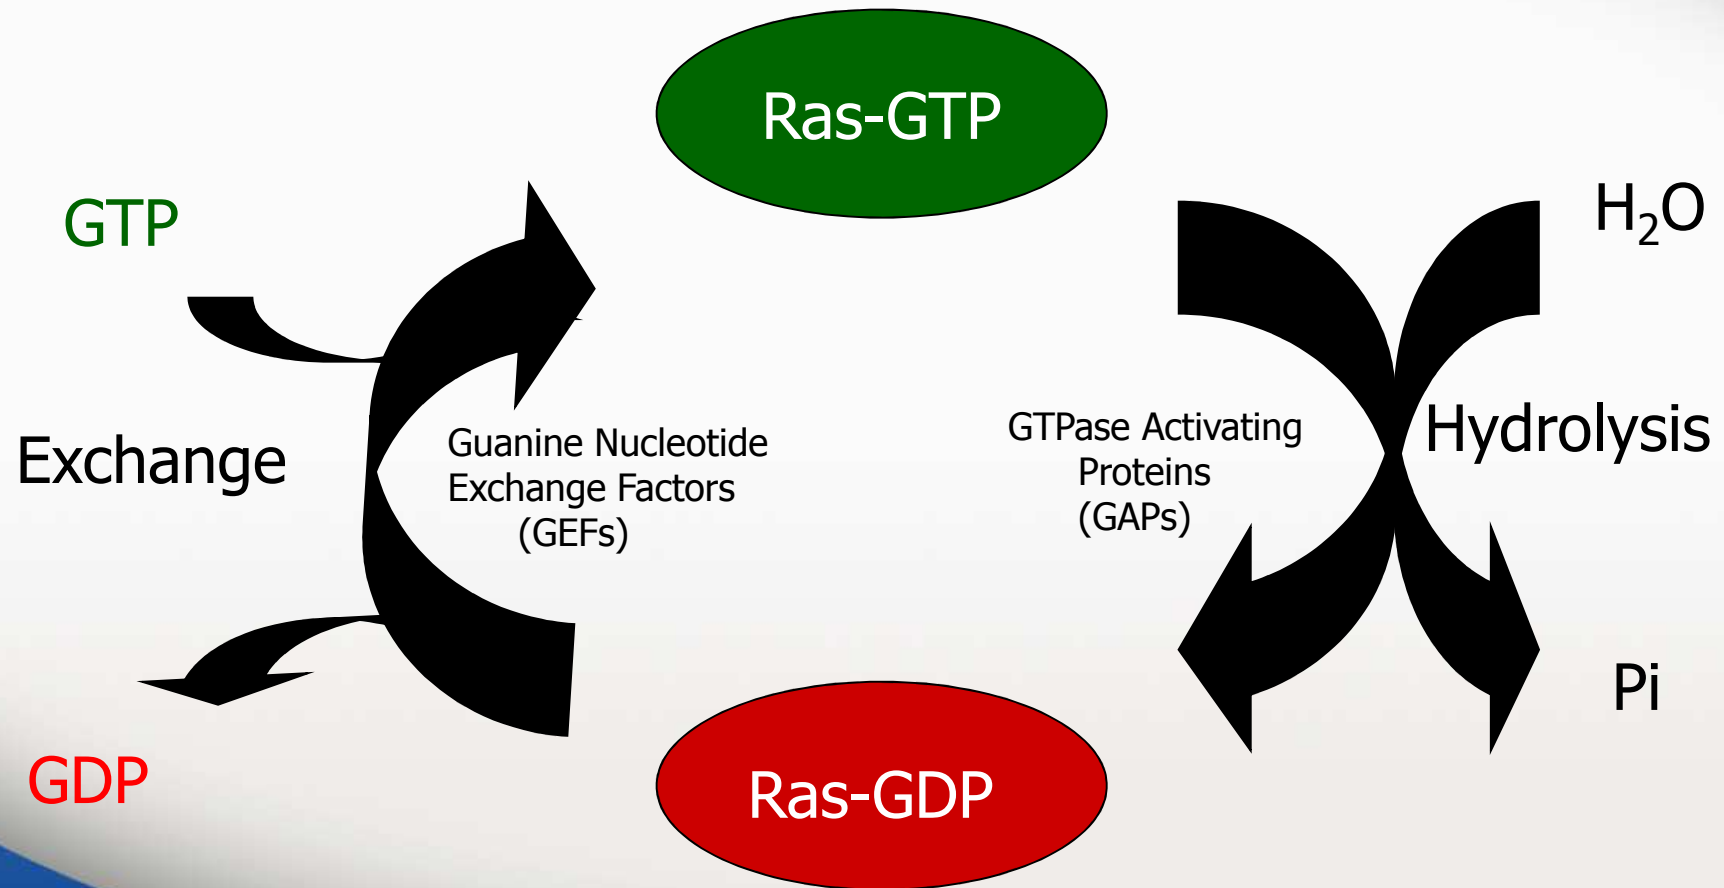 Ras-GTP
GTP
H₂O
Exchange
Guanine Nucleotide
Exchange Factors
(GEFs)
GTPase Activating
Proteins
(GAPs)
Hydrolysis
GDP
Ras-GDP
Pi